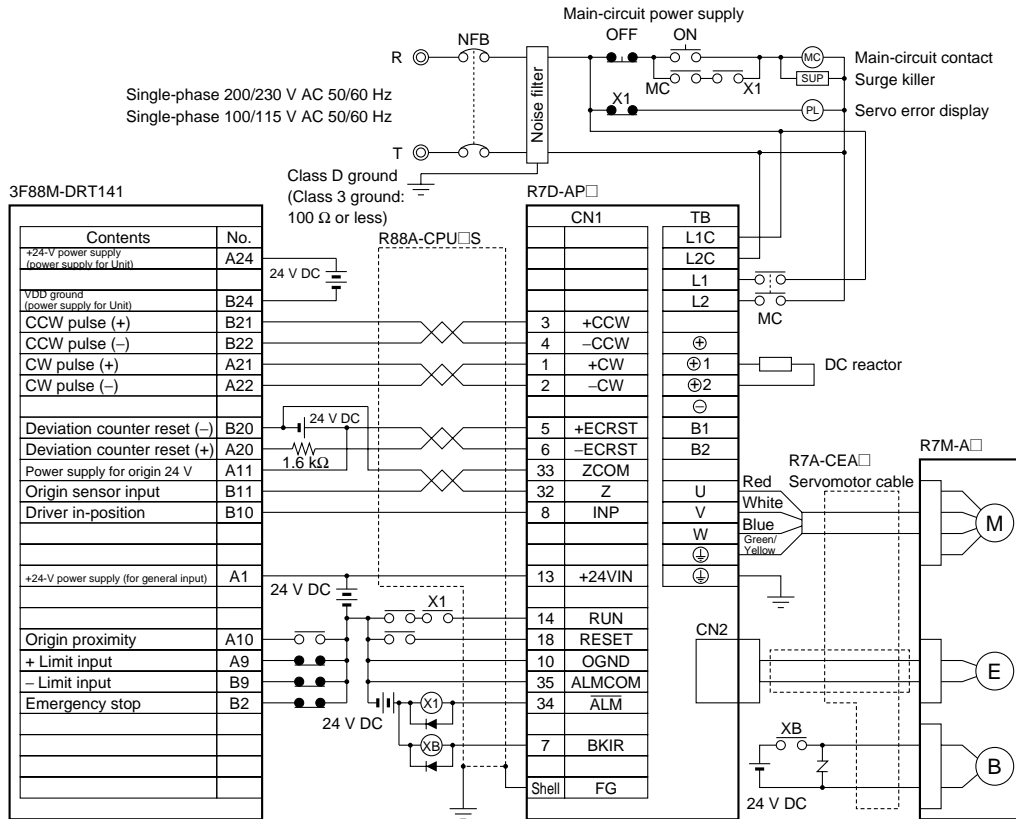 Main-circuit power supply
OFF
ON
NFB
R
MC
Main-circuit contact
SUP
Surge killer
MC
X1
Single-phase 200/230 V AC 50/60 Hz
Single-phase 100/115 V AC 50/60 Hz
Noise filter
X1
PL
Servo error display
T
Class D ground
(Class 3 ground:
100 Ω or less)
3F88M-DRT141
R7D-AP□
R88A-CPU□S
CN1
TB
Contents
No.
L1C
+24-V power supply
(power supply for Unit)
A24
L2C
24 V DC
L1
VDD ground
(power supply for Unit)
B24
L2
MC
CCW pulse (+)
B21
3
+CCW
CCW pulse (–)
B22
4
–CCW
⊕
CW pulse (+)
A21
1
+CW
⊕1
DC reactor
CW pulse (–)
A22
2
–CW
⊕2
⊖
24 V DC
Deviation counter reset (–)
B20
5
+ECRST
B1
Deviation counter reset (+)
A20
6
–ECRST
B2
1.6 kΩ
Power supply for origin 24 V
A11
33
ZCOM
R7A-CEA□
Servomotor cable
R7M-A□
Origin sensor input
B11
32
Z
U
Red
Driver in-position
B10
8
INP
V
White
W
Blue
Green/
Yellow
M
+24-V power supply (for general input)
A1
13
+24VIN
24 V DC
X1
14
RUN
CN2
Origin proximity
A10
18
RESET
+ Limit input
A9
10
OGND
E
– Limit input
B9
35
ALMCOM
Emergency stop
B2
X1
34
ALM
24 V DC
XB
7
BKIR
XB
B
24 V DC
Shell
FG